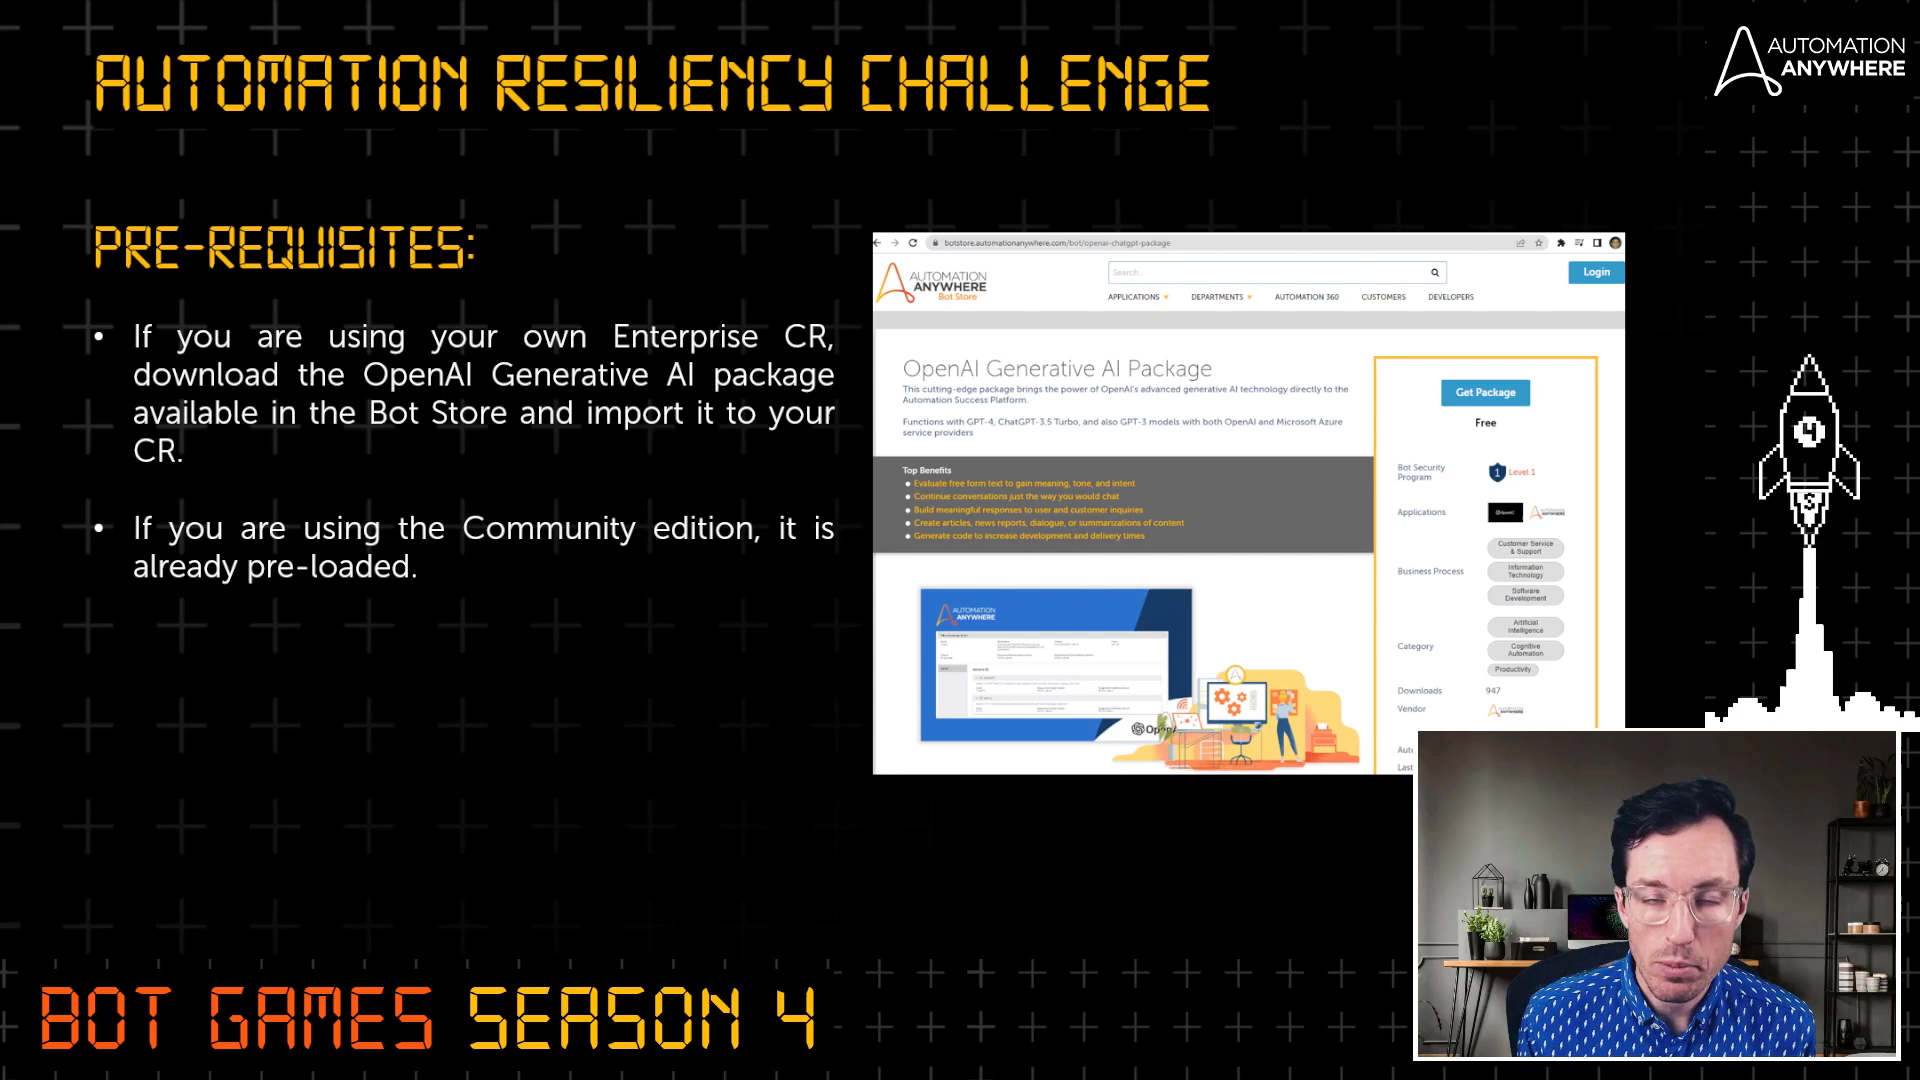 AUTOMATION RESILIENCY CHALLENGE
AUTOMATION
ANYWHERE
PRE-REQUISITES:
• If you are using your own Enterprise CR,
download the OpenAI Generative AI package
available in the Bot Store and import it to your
CR.
• If you are using the Community edition, it is
already pre-loaded.
botstore.automationanywhere.com/bot/openai-chatgpt-package
AUTOMATION
ANYWHERE
Bot Store
Search...
Login
APPLICATIONS DEPARTMENTS AUTOMATION 360 CUSTOMERS DEVELOPERS
OpenAI Generative AI Package
This cutting-edge package brings the power of OpenAI's advanced generative AI technology directly to the
Automation Success Platform.
Functions with GPT-4, ChatGPT-3.5 Turbo, and also GPT-3 models with both OpenAI and Microsoft Azure
service providers
Top Benefits
Evaluate free form text to gain meaning, tone, and intent
Continue conversations just the way you would chat
Build meaningful responses to user and customer inquiries
Create articles, news reports, dialogue, or summarizations of content
Generate code to increase development and delivery times
AUTOMATION
ANYWHERE
Get Package
Free
Bot Security
Program
1 Level 1
Applications
Business Process
Customer Service
& Support
Information
Technology
Software
Development
Category
Artificial
Intelligence
Cognitive
Automation
Productivity
Downloads 947
Vendor
4
BOT GAMES SEASON 4